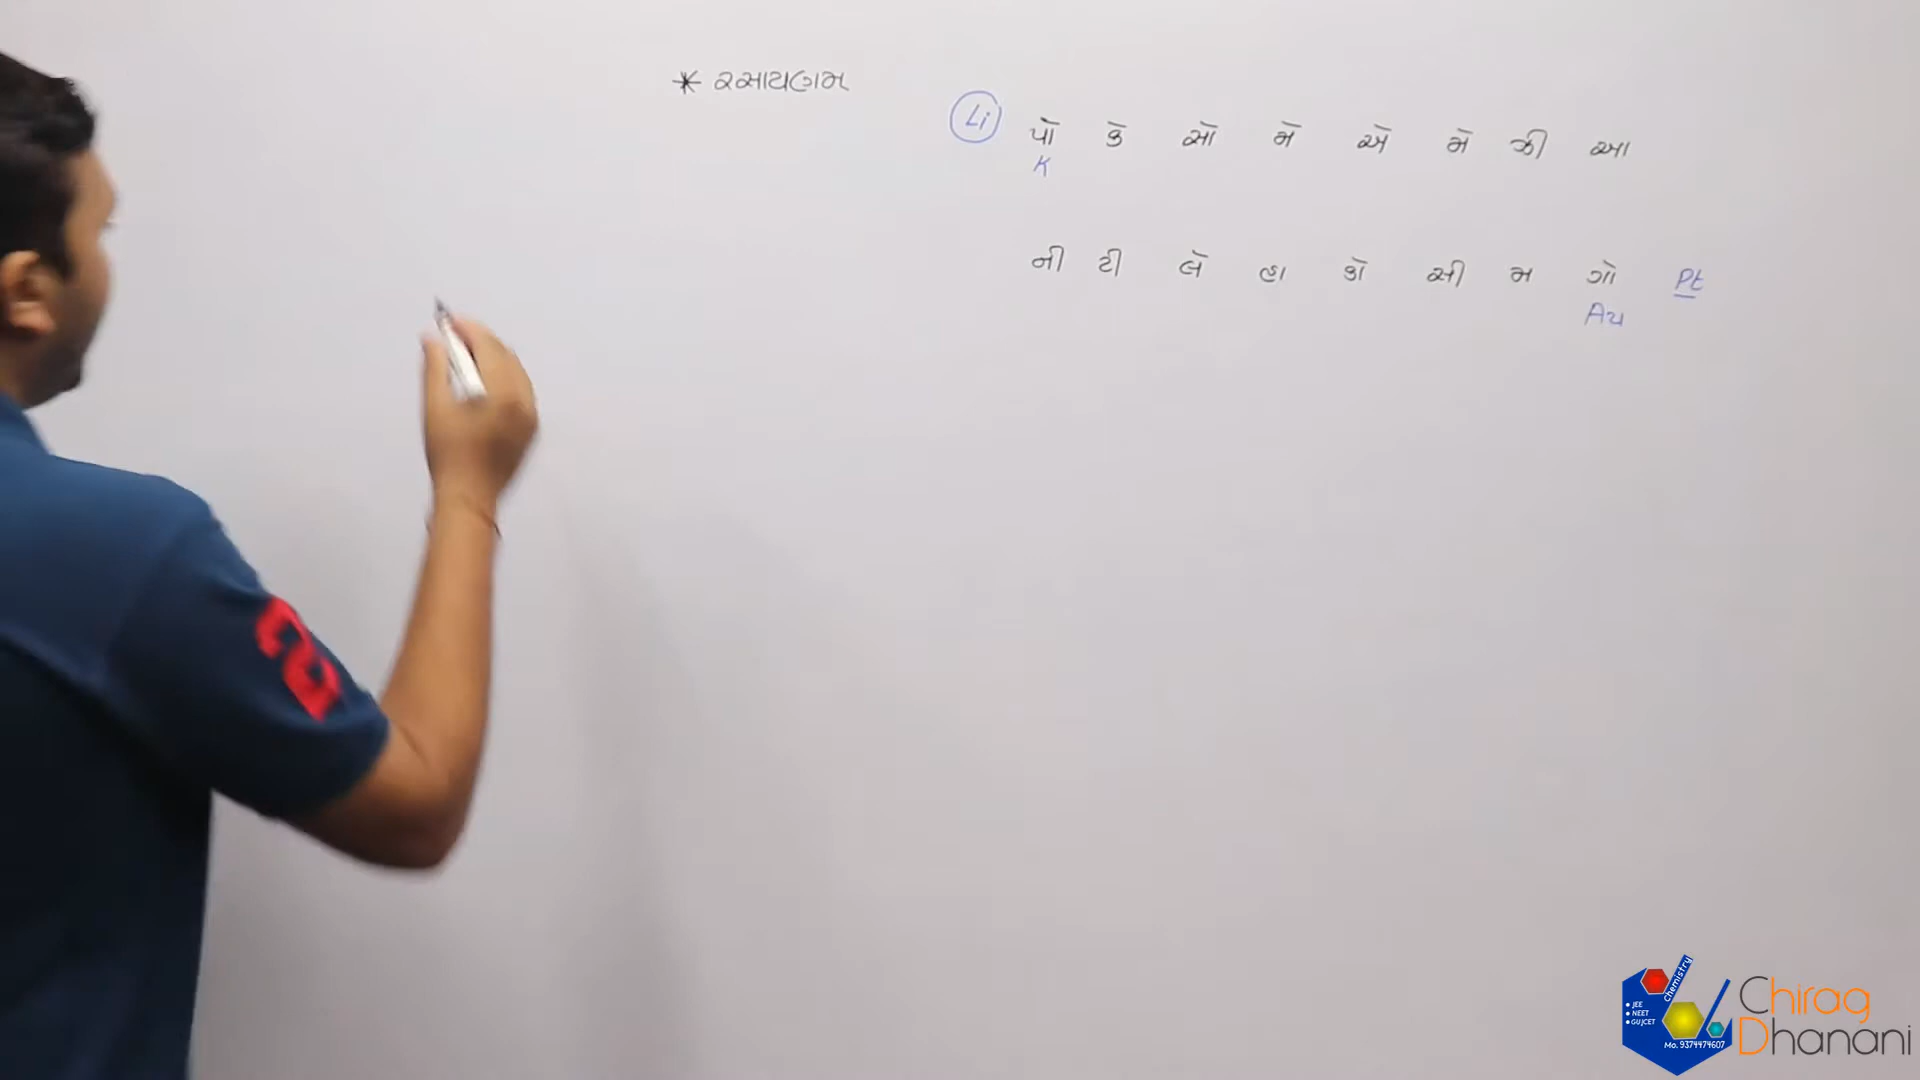 * રસાયણમ
Li પો કે સો મે એ મે ઝી આ
K
ની ટી લે હા કો સી મ ગો Pt
Au
Chemistry
• JEE
• NEET
• GUJCET
Mo. 9374474607
Chirag
Dhanani